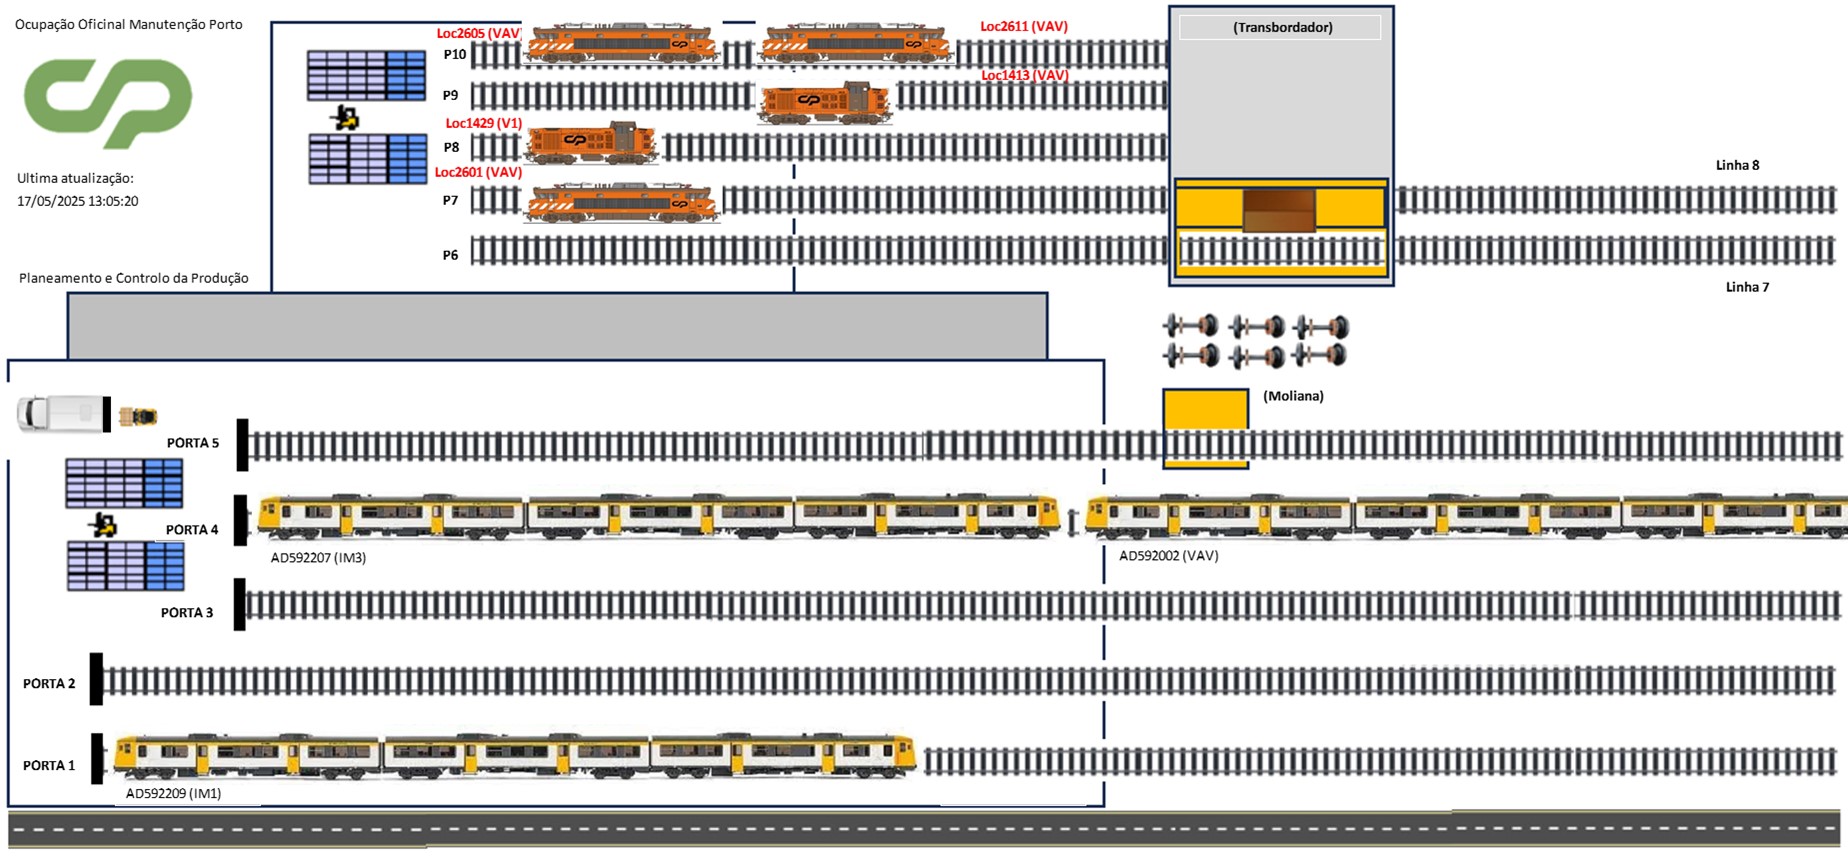 Ocupação Oficinal Manutenção Porto
Loc2605 (VAV)
Loc2611 (VAV)
(Transbordador)
P10
Loc1413 (VAV)
P9
Loc1429 (V1)
P8
Linha 8
Loc2601 (VAV)
Ultima atualização:
17/05/2025 13:05:20
P7
P6
Planeamento e Controlo da Produção
Linha 7
(Moliana)
PORTA 5
PORTA 4
AD592207 (IM3)
AD592002 (VAV)
PORTA 3
PORTA 2
PORTA 1
AD592209 (IM1)